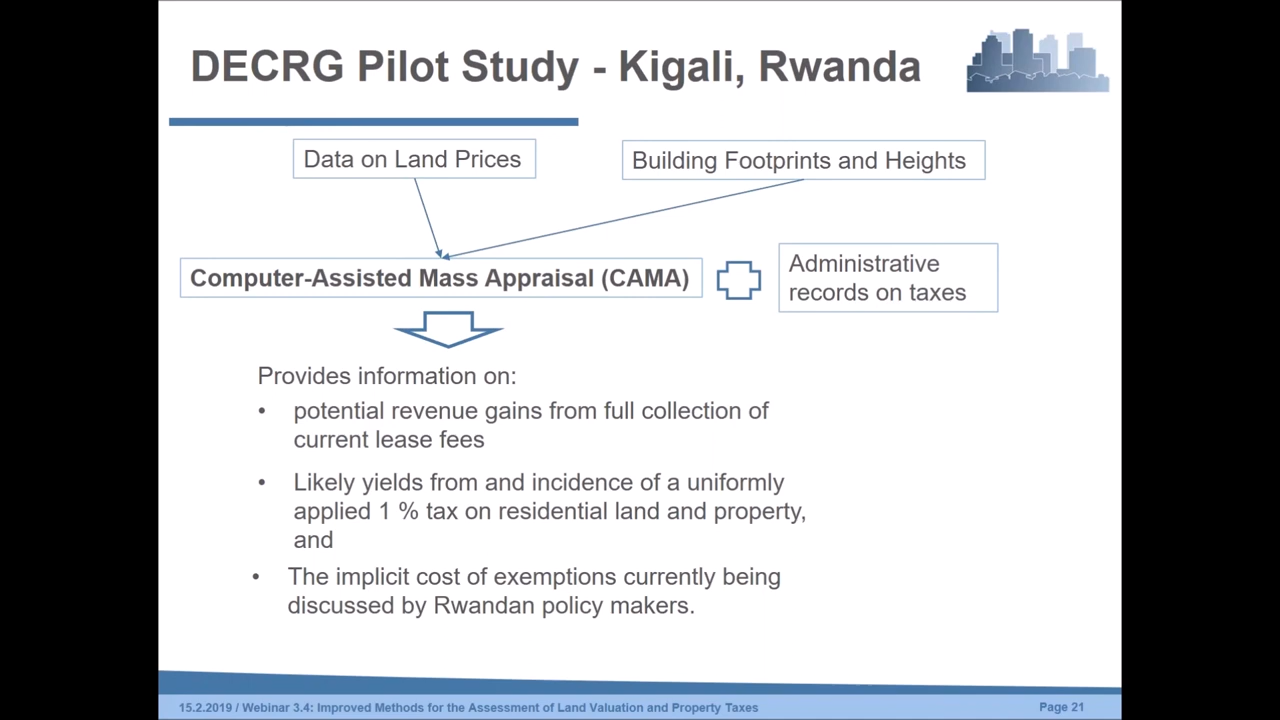 DECRG Pilot Study - Kigali, Rwanda
Data on Land Prices
Building Footprints and Heights
Computer-Assisted Mass Appraisal (CAMA)
Administrative
records on taxes
Provides information on:
• potential revenue gains from full collection of
current lease fees
• Likely yields from and incidence of a uniformly
applied 1 % tax on residential land and property,
and
• The implicit cost of exemptions currently being
discussed by Rwandan policy makers.
15.2.2019 / Webinar 3.4: Improved Methods for the Assessment of Land Valuation and Property Taxes
Page 21